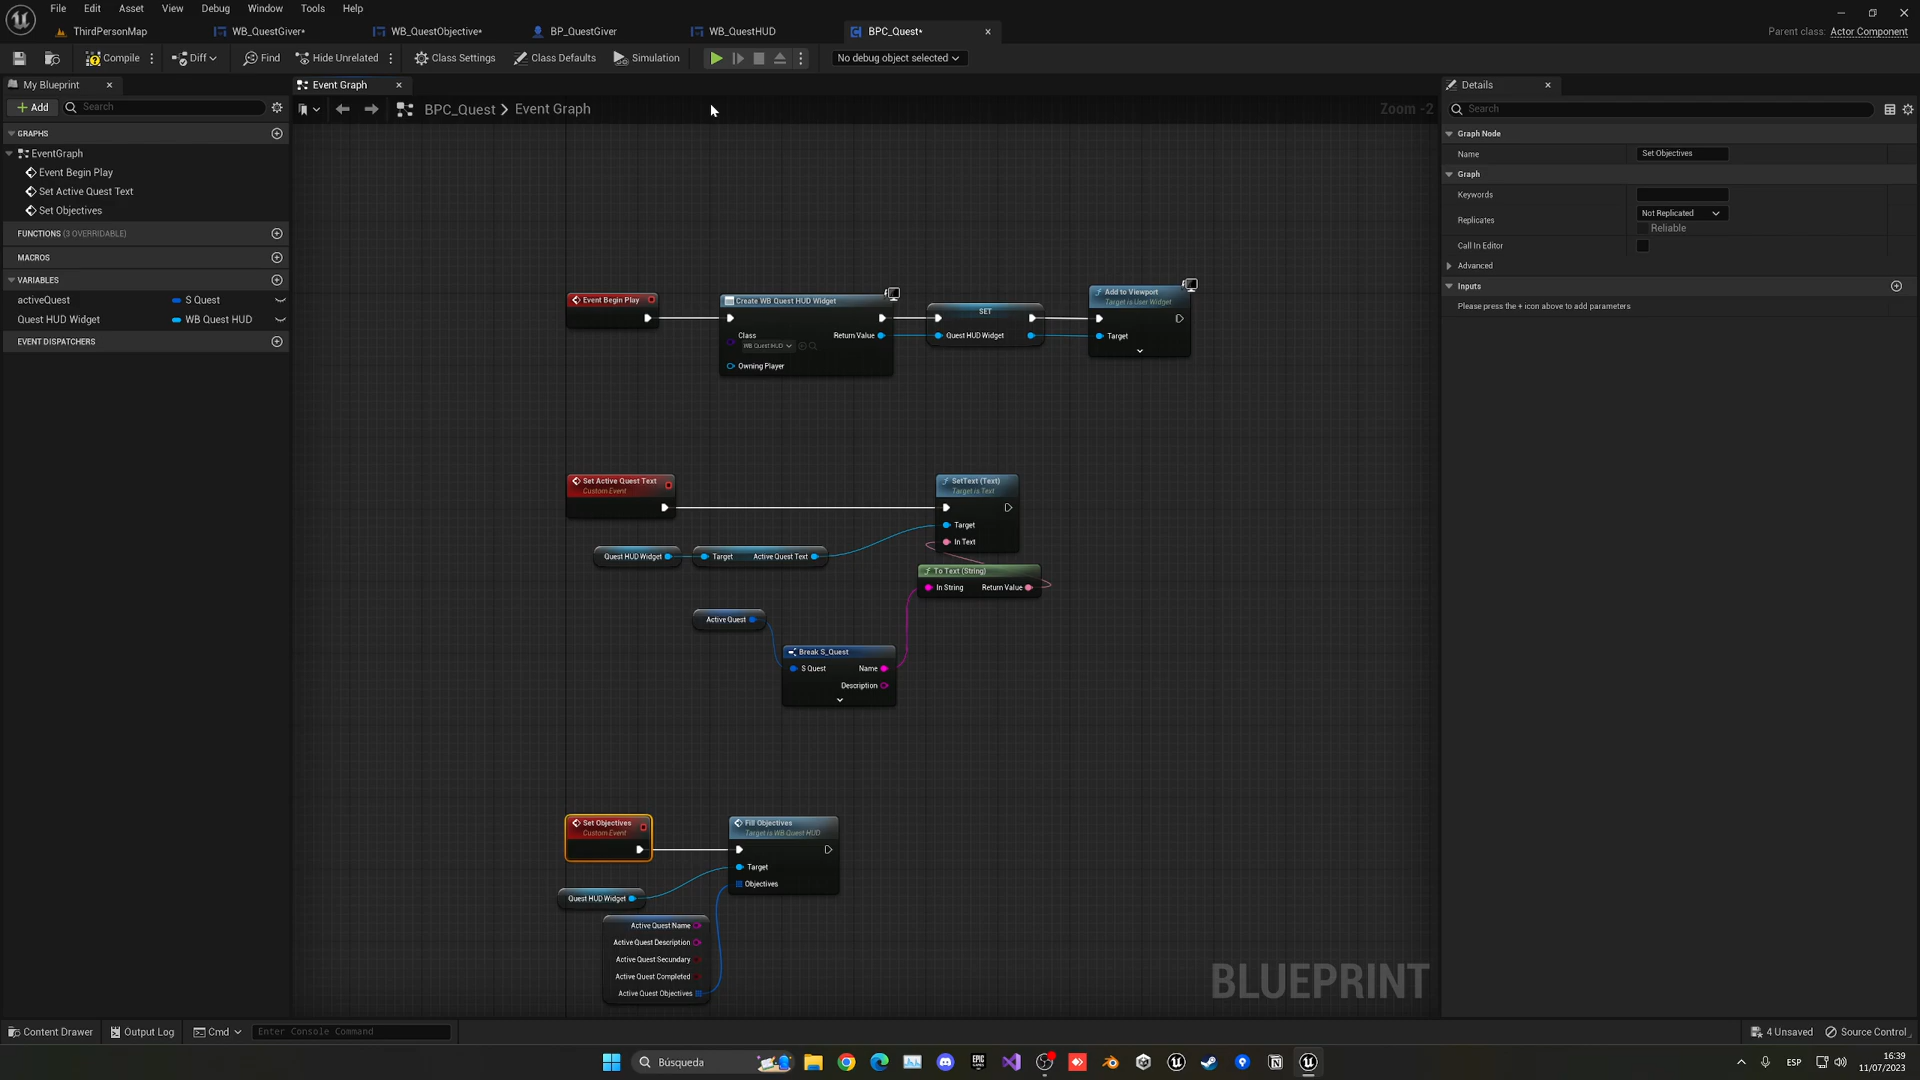 File Edit Asset View Debug Window Tools Help
ThirdPersonMap WB_QuestGiver* WB_QuestObjective* BP_QuestGiver WB_QuestHUD BPC_Quest*
Parent class: Actor Component
Compile Diff Find Hide Unrelated Class Settings Class Defaults Simulation No debug object selected
My Blueprint
Event Graph
Details
Add Search
BPC_Quest > Event Graph
Zoom -2
Search
GRAPHS
EventGraph
Event Begin Play
Set Active Quest Text
Set Objectives
FUNCTIONS (3 OVERRIDABLE)
MACROS
VARIABLES
activeQuest S Quest
Quest HUD Widget WB Quest HUD
EVENT DISPATCHERS
Event Begin Play
Create WB Quest HUD Widget
Class
WB Quest HUD
Return Value
Owning Player
SET
Quest HUD Widget
Add to Viewport
Target is User Widget
Target
Set Active Quest Text
Custom Event
SetText (Text)
Target is Text
Target
In Text
Quest HUD Widget
Target Active Quest Text
To Text (String)
In String Return Value
Active Quest
Break S_Quest
S Quest Name
Description
Set Objectives
Custom Event
Fill Objectives
Target is WB Quest HUD
Target
Objectives
Quest HUD Widget
Active Quest Name
Active Quest Description
Active Quest Secundary
Active Quest Completed
Active Quest Objectives
BLUEPRINT
Graph Node
Name Set Objectives
Graph
Keywords
Replicates Not Replicated
Reliable
Call In Editor
Advanced
Inputs
Please press the + icon above to add parameters
Content Drawer Output Log Cmd Enter Console Command
4 Unsaved Source Control
Búsqueda
EPIC GAMES
ESP
16:39
11/07/2023